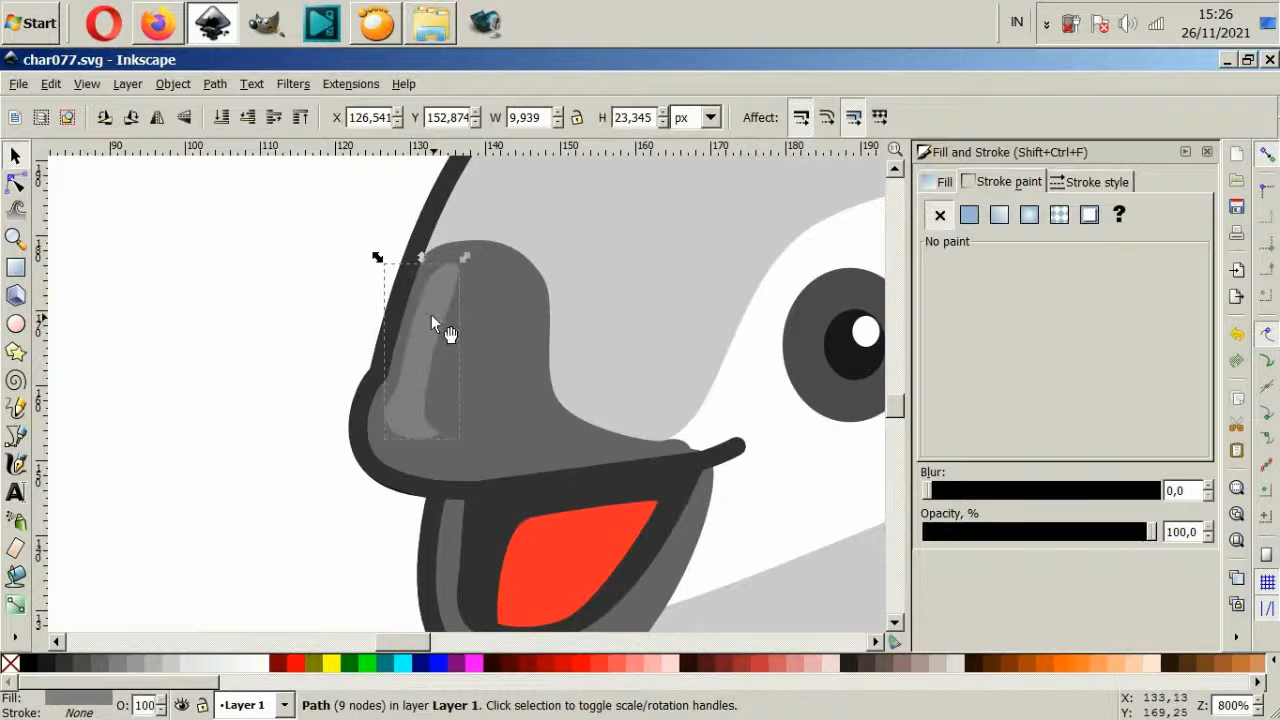 Start
IN
15:26
26/11/2021
char077.svg - Inkscape
File Edit View Layer Object Path Text Filters Extensions Help
X 126,541 Y 152,874 W 9,939 H 23,345 px Affect:
90 100 110 120 130 140 150 160 170 180 190
Fill and Stroke (Shift+Ctrl+F)
Fill Stroke paint Stroke style
?
No paint
Blur:
0,0
Opacity, %
100,0
Fill:
Stroke: None
O: 100
•Layer 1
Path (9 nodes) in layer Layer 1. Click selection to toggle scale/rotation handles.
X: 133,13
Y: 169,25
Z: 800%